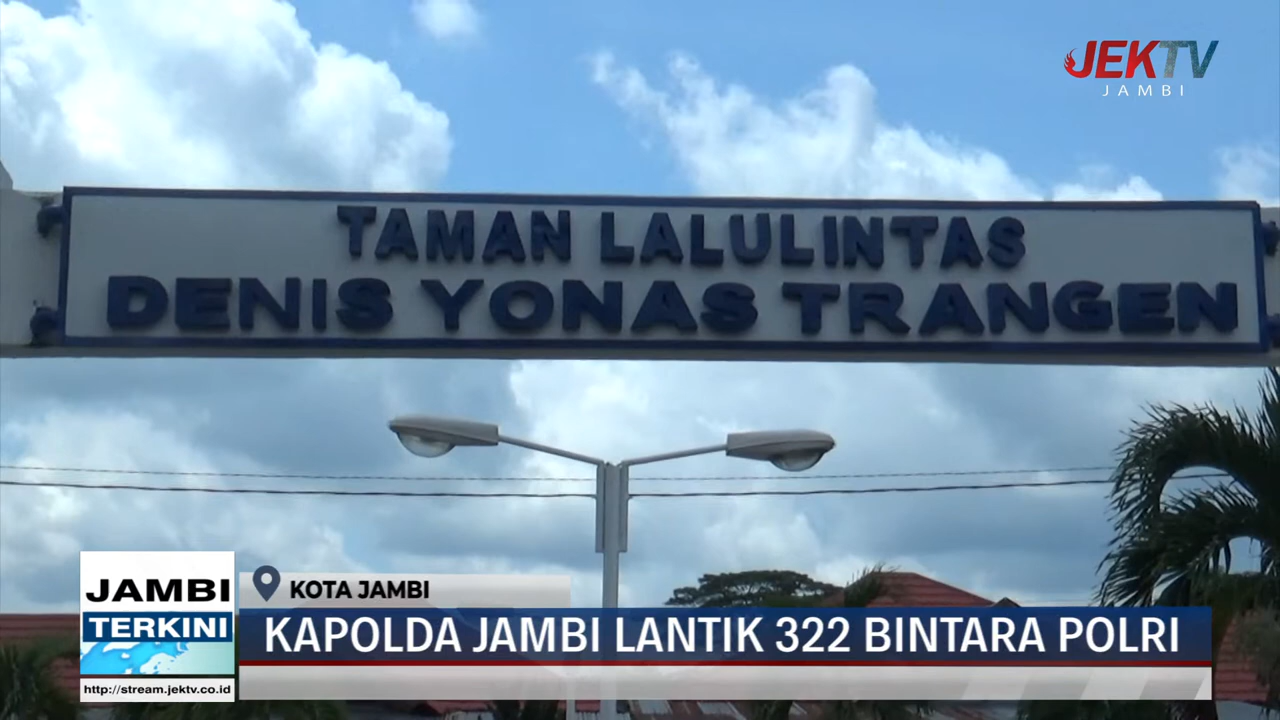 JEKTV
JAMBI
TAMAN LALULINTAS
DENIS YONAS TRANGEN
JAMBI
TERKINI
http://stream.jektv.co.id
KOTA JAMBI
KAPOLDA JAMBI LANTIK 322 BINTARA POLRI